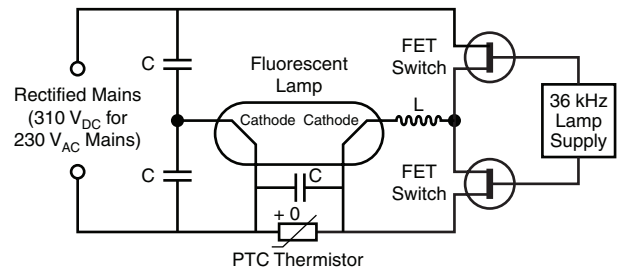 Rectified Mains
(310 V_DC for
230 V_AC Mains)
C
C
Fluorescent
Lamp
Cathode Cathode
C
+ 0
PTC Thermistor
L
FET
Switch
FET
Switch
36 kHz
Lamp
Supply